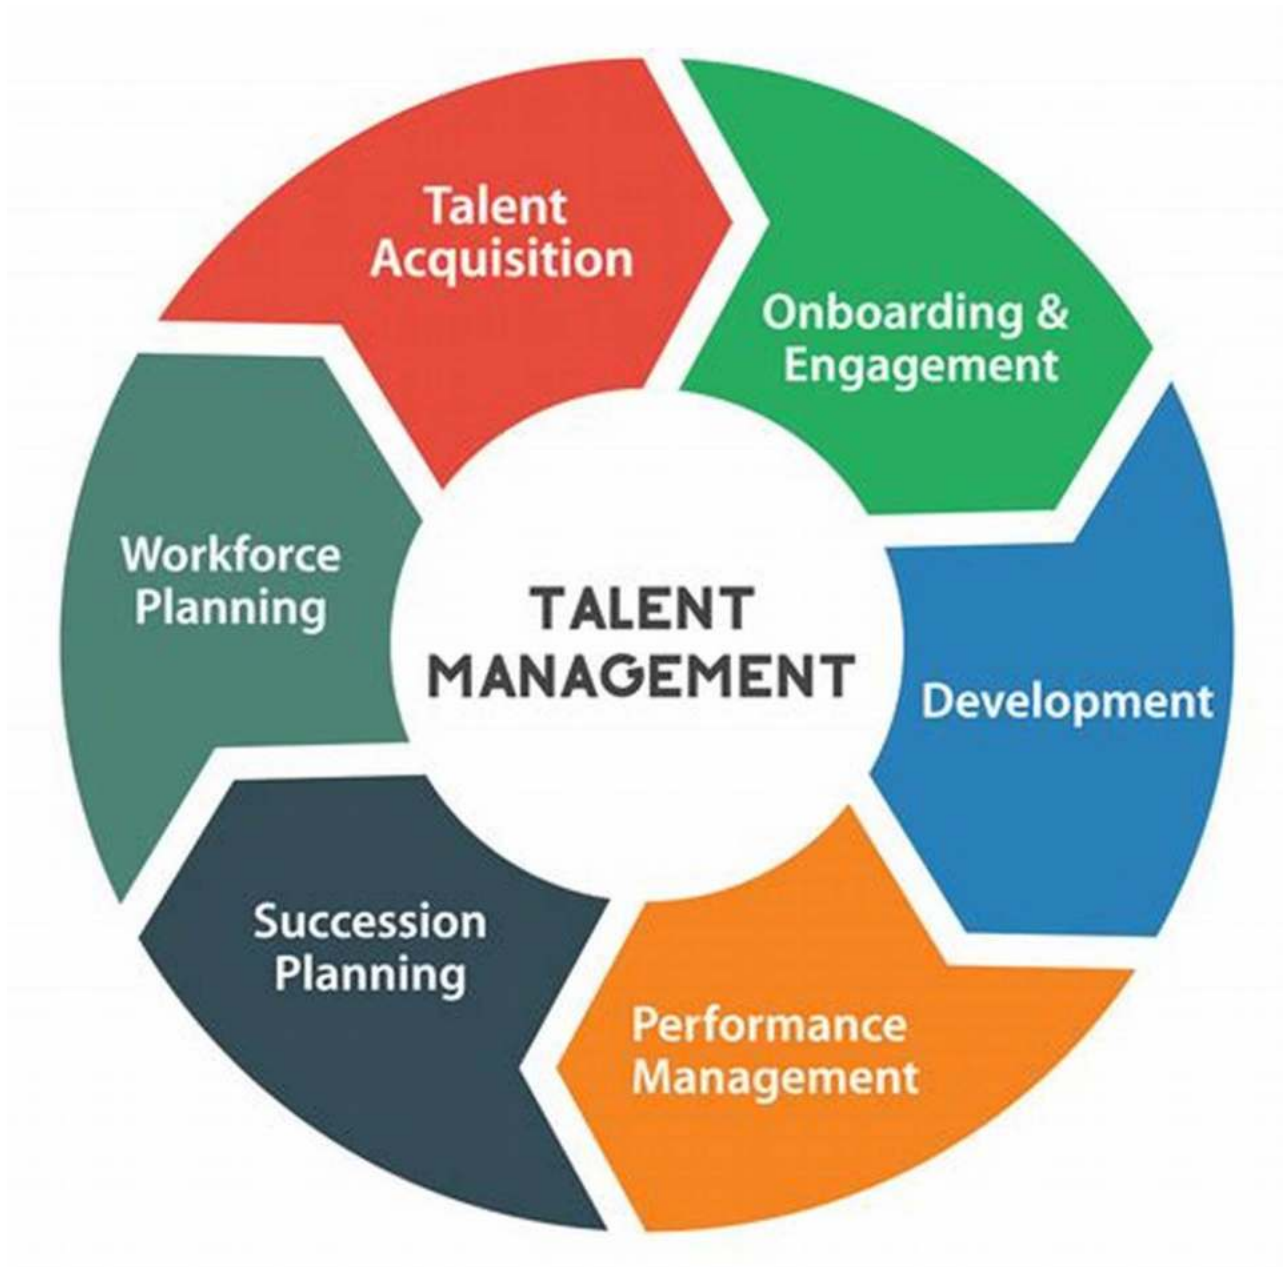 Talent
Acquisition
Onboarding &
Engagement
Workforce
Planning
TALENT
MANAGEMENT
Development
Succession
Planning
Performance
Management